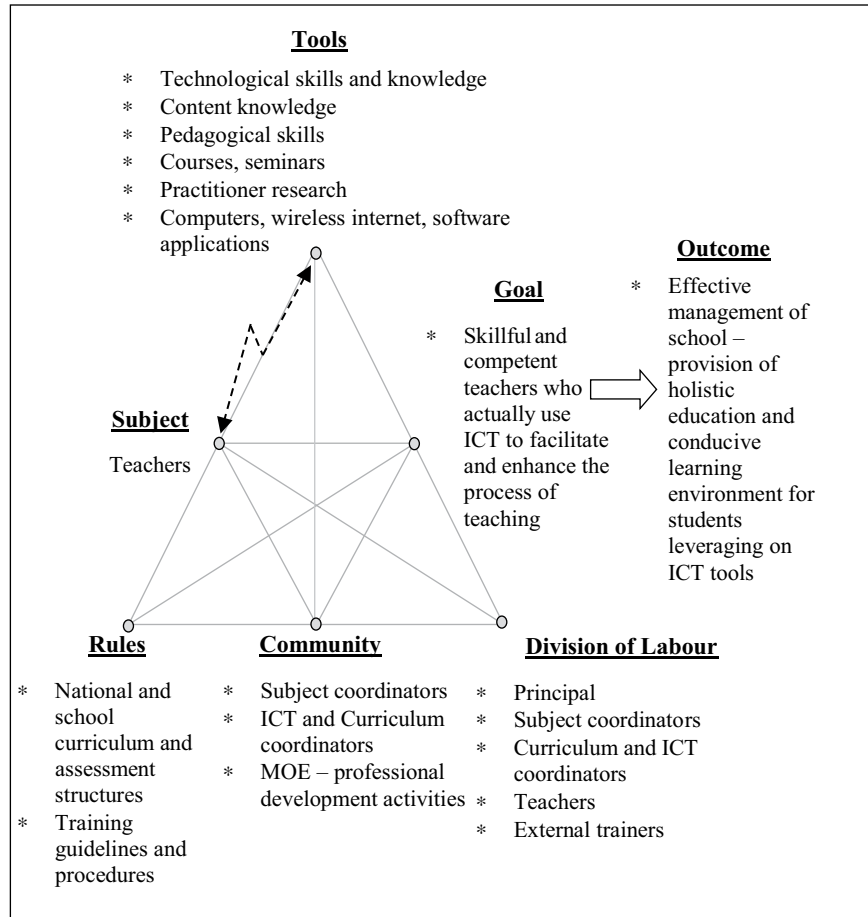 Tools
* Technological skills and knowledge
* Content knowledge
* Pedagogical skills
* Courses, seminars
* Practitioner research
* Computers, wireless internet, software
applications
Outcome
* Effective
management of
school –
provision of
holistic
education and
conducive
learning
environment for
students
leveraging on
ICT tools
Goal
* Skillful and
competent
teachers who
actually use
ICT to facilitate
and enhance the
process of
teaching
Subject
Teachers
Rules
* National and
school
curriculum and
assessment
structures
* Training
guidelines and
procedures
Community
* Subject coordinators
* ICT and Curriculum
coordinators
* MOE – professional
development activities
Division of Labour
* Principal
* Subject coordinators
* Curriculum and ICT
coordinators
* Teachers
* External trainers